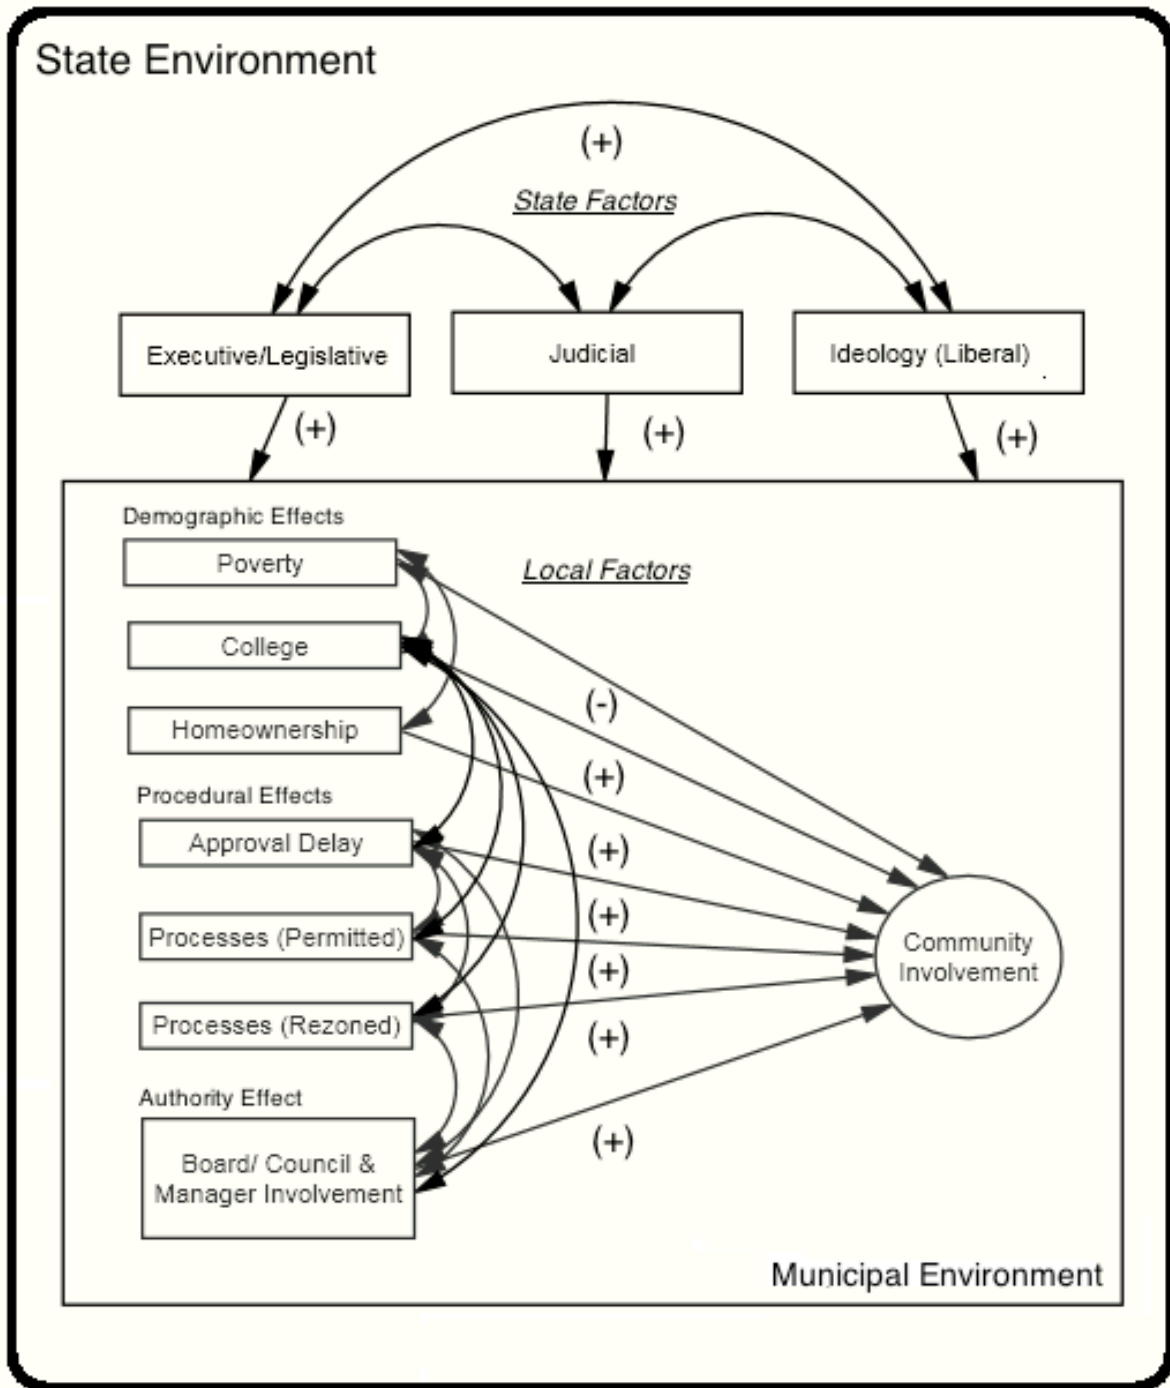 State Environment
(+)
State Factors
Executive/Legislative
Judicial
Ideology (Liberal)
(+)
(+)
(+)
Demographic Effects
Poverty
Local Factors
College
(-)
Homeownership
(+)
Procedural Effects
Approval Delay
(+)
(+)
Processes (Permitted)
Community
Involvement
(+)
Processes (Rezoned)
(+)
Authority Effect
(+)
Board/ Council &
Manager Involvement
Municipal Environment